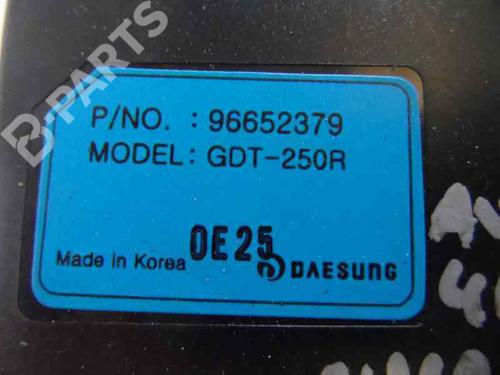 B-PARTS
P/NO. : 96652379
MODEL: GDT-250R
0E25
Made in Korea
DAESUNG